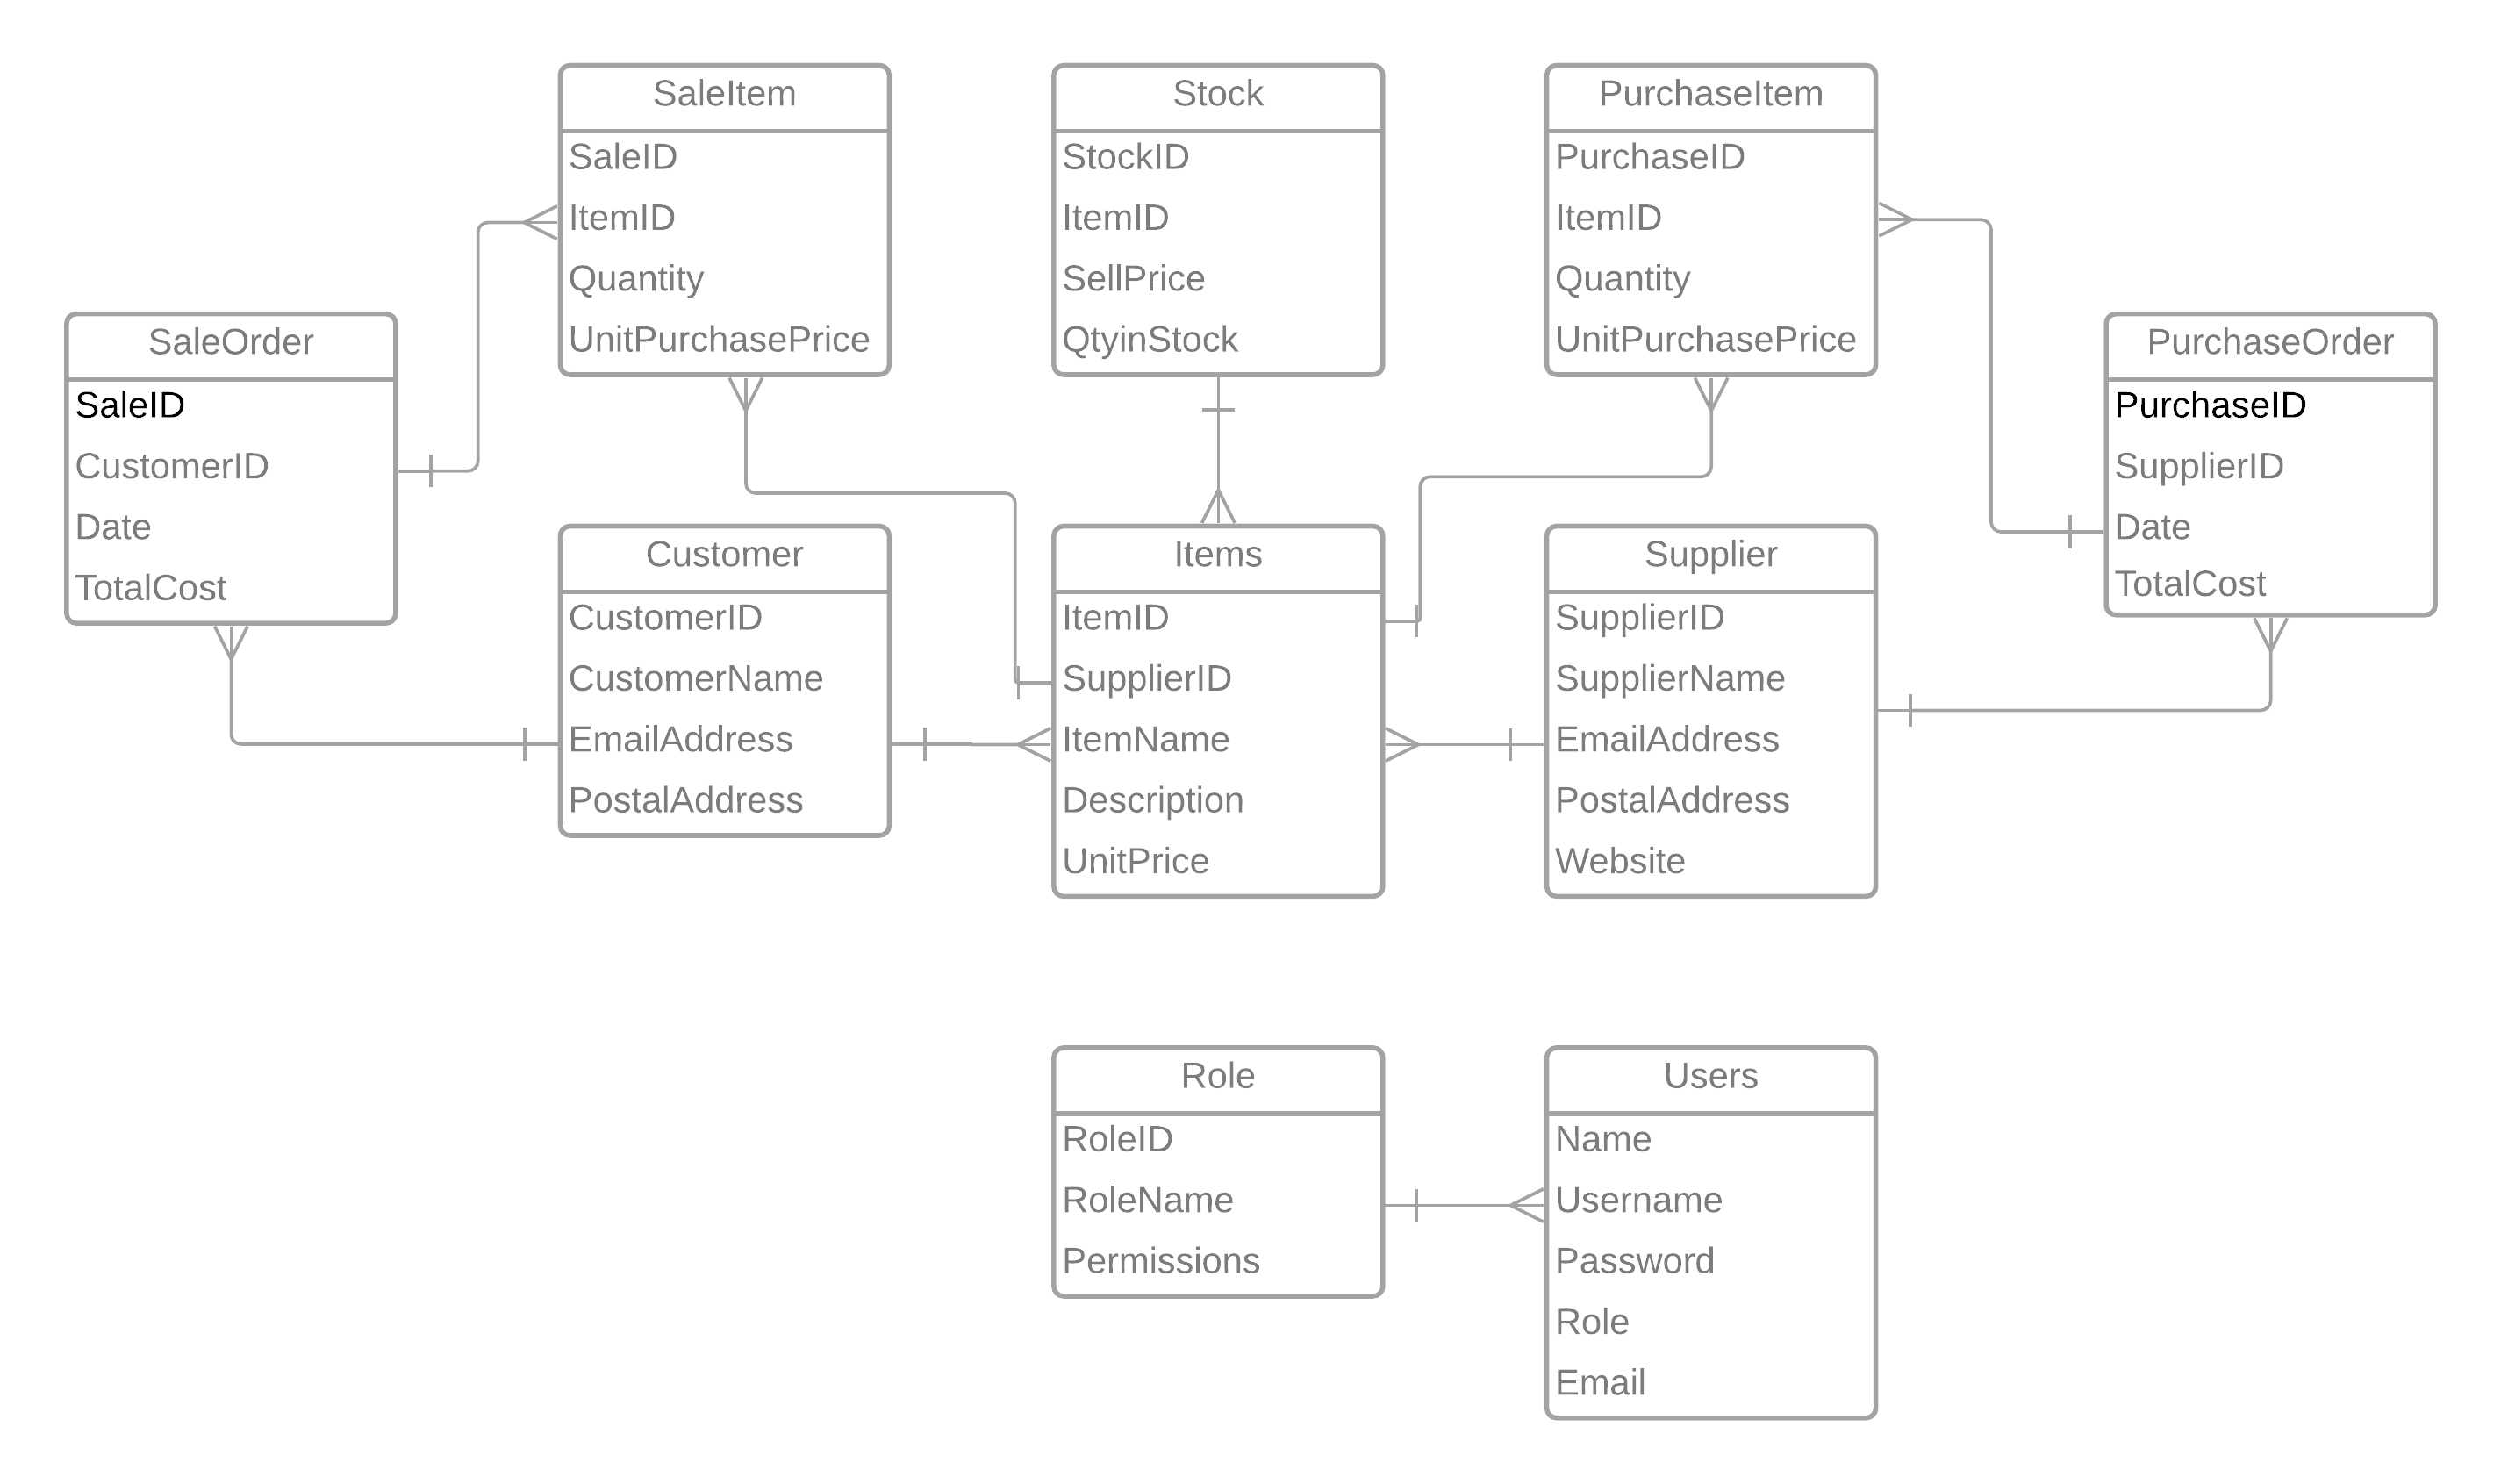 SaleItem
SaleID
ItemID
Quantity
UnitPurchasePrice
Stock
StockID
ItemID
SellPrice
QtyinStock
PurchaseItem
PurchaseID
ItemID
Quantity
UnitPurchasePrice
SaleOrder
SaleID
CustomerID
Date
TotalCost
PurchaseOrder
PurchaseID
SupplierID
Date
TotalCost
Customer
CustomerID
CustomerName
EmailAddress
PostalAddress
Items
ItemID
SupplierID
ItemName
Description
UnitPrice
Supplier
SupplierID
SupplierName
EmailAddress
PostalAddress
Website
Role
RoleID
RoleName
Permissions
Users
Name
Username
Password
Role
Email